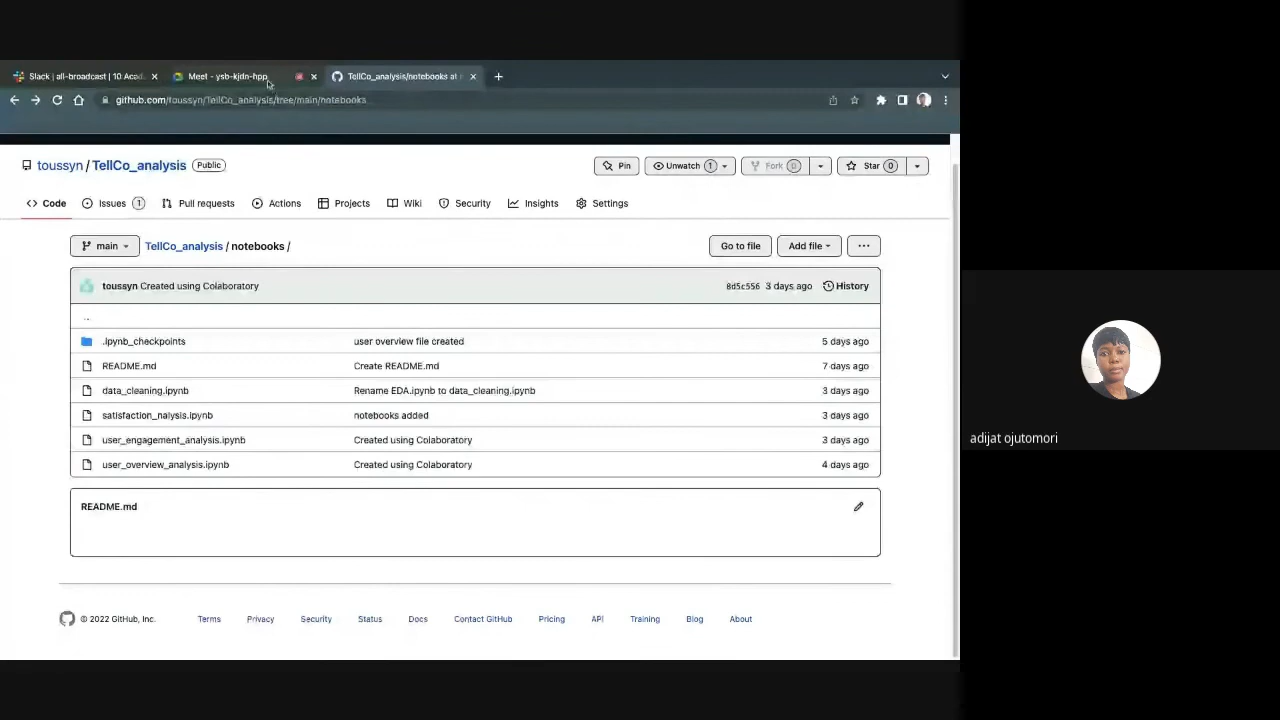 Slack | all-broadcast | 10 Acad
Meet - ysb-kjdn-hpp
TellCo_analysis/notebooks at
github.com/toussyn/TellCo_analysis/tree/main/notebooks
toussyn / TellCo_analysis Public
Pin
Unwatch 1
Fork 0
Star 0
Code
Issues 1
Pull requests
Actions
Projects
Wiki
Security
Insights
Settings
main
TellCo_analysis / notebooks /
Go to file
Add file
toussyn Created using Colaboratory 8d5c556 3 days ago History
..
.ipynb_checkpoints user overview file created 5 days ago
README.md Create README.md 7 days ago
data_cleaning.ipynb Rename EDA.ipynb to data_cleaning.ipynb 3 days ago
satisfaction_nalysis.ipynb notebooks added 3 days ago
user_engagement_analysis.ipynb Created using Colaboratory 3 days ago
user_overview_analysis.ipynb Created using Colaboratory 4 days ago
README.md
© 2022 GitHub, Inc. Terms Privacy Security Status Docs Contact GitHub Pricing API Training Blog About
adijat ojutomori